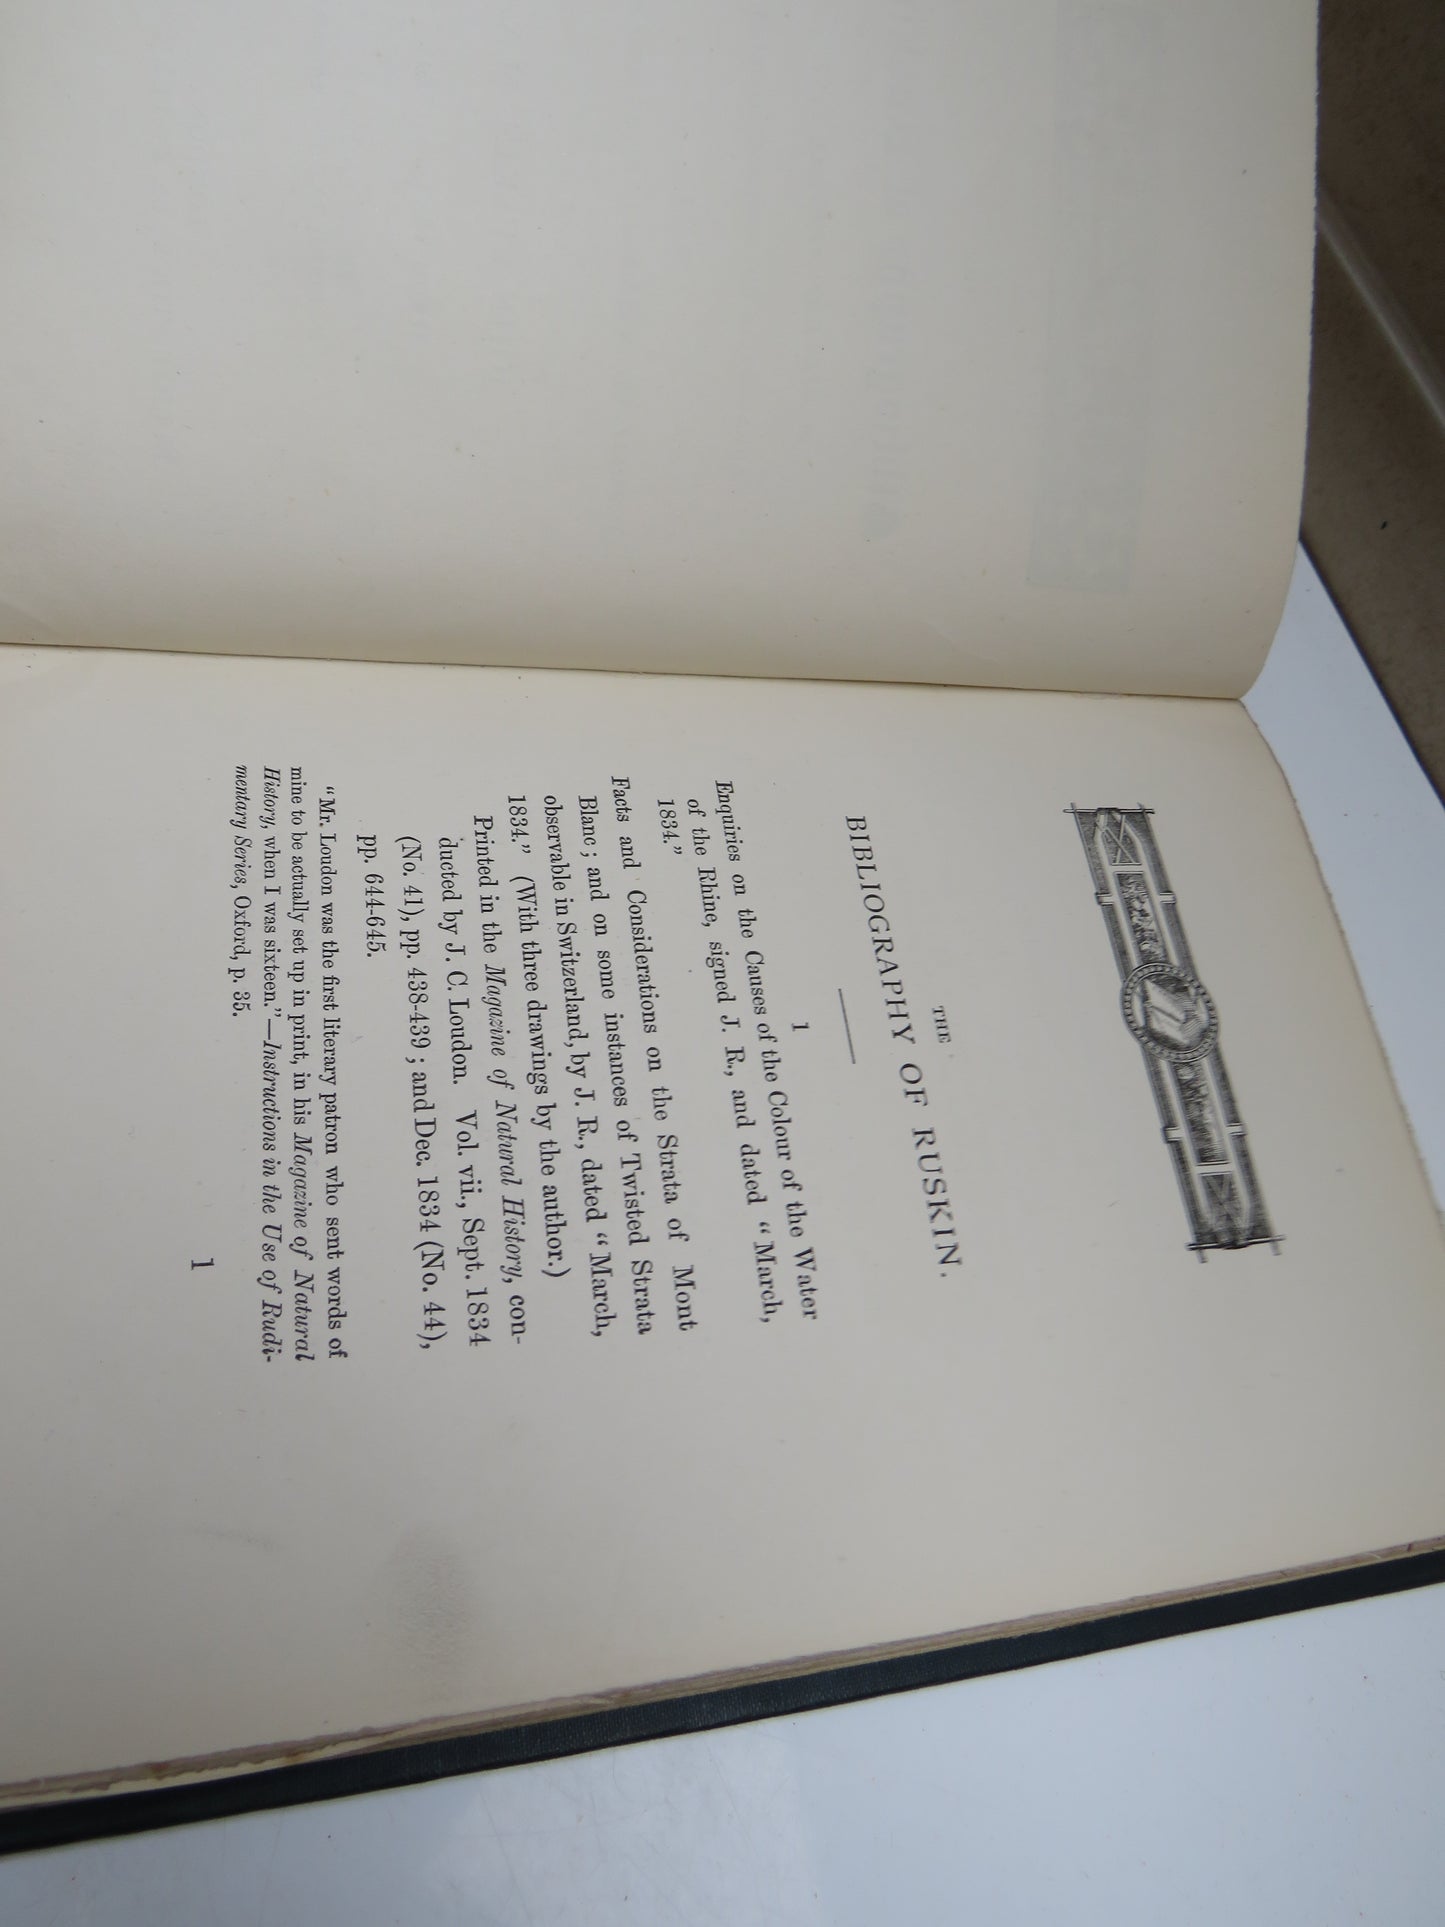 THE
BIBLIOGRAPHY OF RUSKIN.
1
Enquiries on the Causes of the Colour of the Water
of the Rhine, signed J. R., and dated “March,
1834.”
Facts and Considerations on the Strata of Mont
Blanc; and on some instances of Twisted Strata
observable in Switzerland, by J. R., dated “March,
1834.” (With three drawings by the author.)
Printed in the Magazine of Natural History, con-
ducted by J. C. Loudon. Vol. vii., Sept. 1834
(No. 41), pp. 438-439; and Dec. 1834 (No. 44),
pp. 644-645.
“Mr. Loudon was the first literary patron who sent words of
mine to be actually set up in print, in his Magazine of Natural
History, when I was sixteen.”—Instructions in the Use of Rudi-
mentary Series, Oxford, p. 35.
1